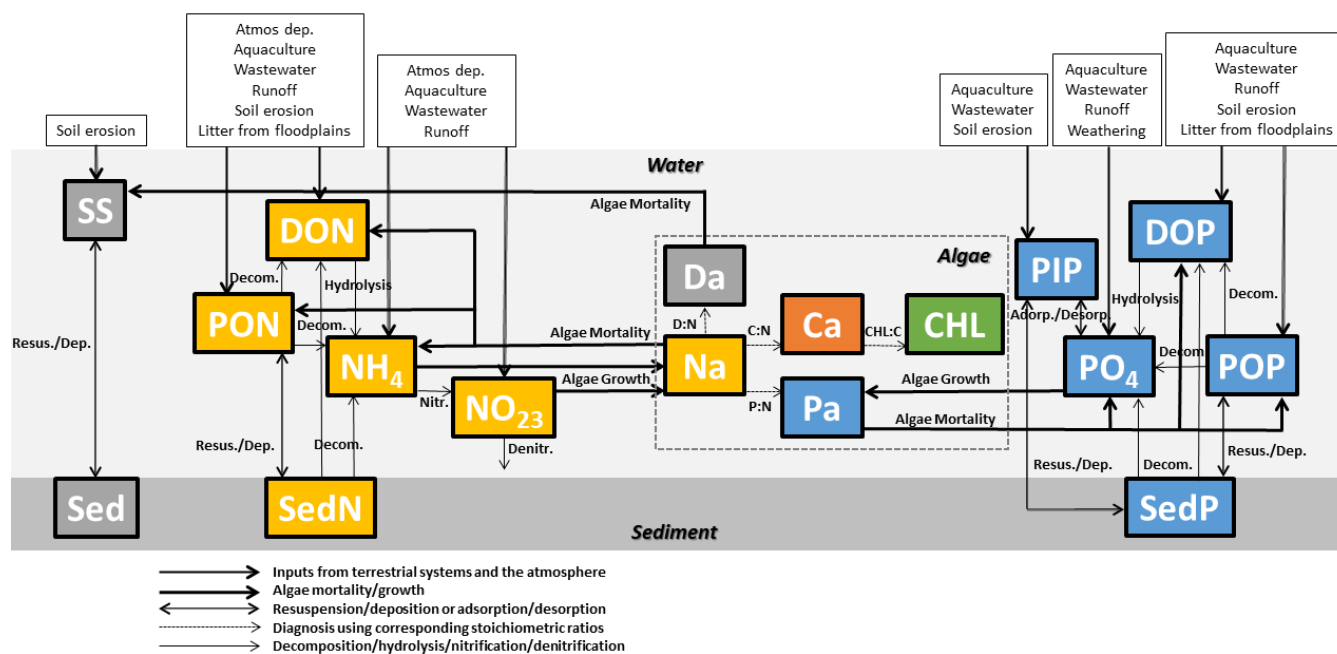 Atmos dep.
Aquaculture
Wastewater
Runoff
Soil erosion
Litter from floodplains
Atmos dep.
Aquaculture
Wastewater
Runoff
Soil erosion
Aquaculture
Wastewater
Soil erosion
Aquaculture
Wastewater
Runoff
Weathering
Aquaculture
Wastewater
Runoff
Soil erosion
Litter from floodplains
Water
SS
Algae Mortality
DON
Decom.
Hydrolysis
PON
Decom.
NH4
Nitr.
NO23
Denitr.
Resus./Dep.
Resus./Dep.
Decom.
Algae Mortality
Algae Growth
Algae
Da
D:N
C:N
Ca
CHL:C
CHL
Na
P:N
Pa
Algae Growth
Algae Mortality
PIP
Adorp./Desorp.
DOP
Hydrolysis
Decom.
Decom
PO4
POP
Resus./Dep.
Decom.
Resus./Dep.
Sed
SedN
SedP
Sediment
Inputs from terrestrial systems and the atmosphere
Algae mortality/growth
Resuspension/deposition or adsorption/desorption
Diagnosis using corresponding stoichiometric ratios
Decomposition/hydrolysis/nitrification/denitrification